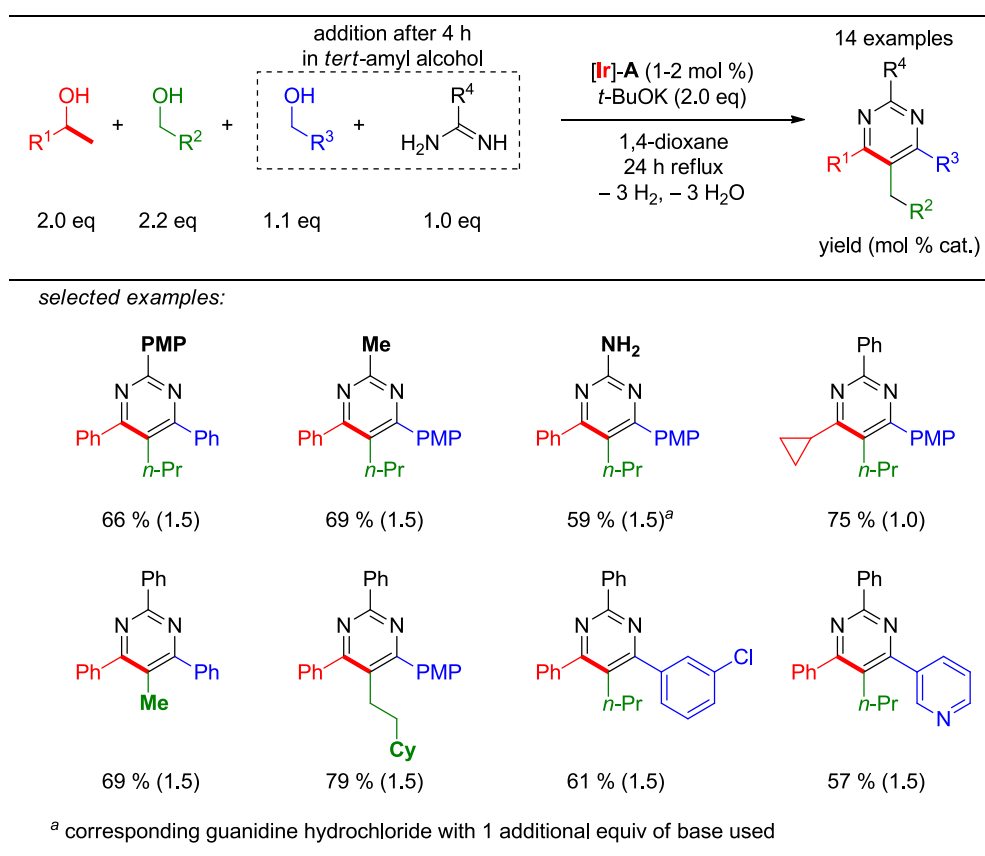 addition after 4 h
in tert-amyl alcohol
OH
R¹
+
OH
R²
+
OH
R³
+
R⁴
H₂N
NH
[Ir]-A (1-2 mol %)
t-BuOK (2.0 eq)
1,4-dioxane
24 h reflux
– 3 H₂, – 3 H₂O
14 examples
R⁴
N
N
R¹
R³
R²
2.0 eq
2.2 eq
1.1 eq
1.0 eq
yield (mol % cat.)
selected examples:
PMP
N
N
Ph
Ph
n-Pr
66 % (1.5)
Me
N
N
Ph
PMP
n-Pr
69 % (1.5)
NH₂
N
N
Ph
PMP
n-Pr
59 % (1.5)ᵃ
Ph
N
N
PMP
n-Pr
75 % (1.0)
Ph
N
N
Ph
Ph
Me
69 % (1.5)
Ph
N
N
Ph
PMP
Cy
79 % (1.5)
Ph
N
N
Cl
Ph
n-Pr
61 % (1.5)
Ph
N
N
Ph
n-Pr
N
57 % (1.5)
ᵃ corresponding guanidine hydrochloride with 1 additional equiv of base used